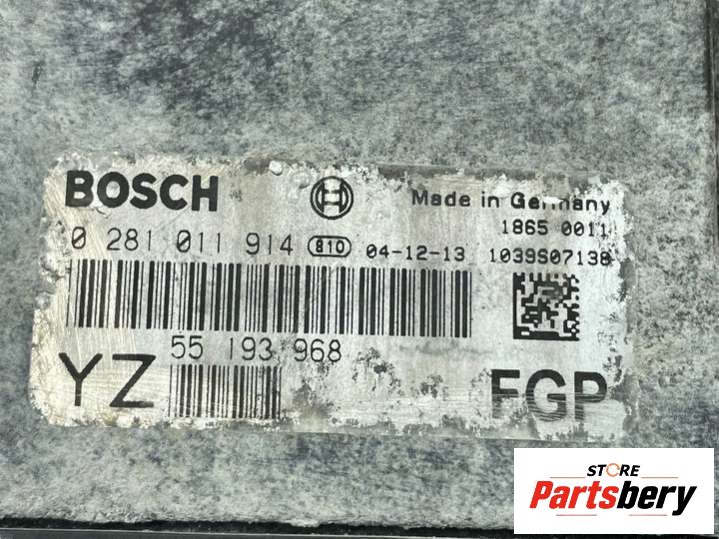 BOSCH Made in Germany
1865 0011
0 281 011 914 810 04-12-13 1039S07138
55 193 968
YZ FGP
STORE
Partsbery